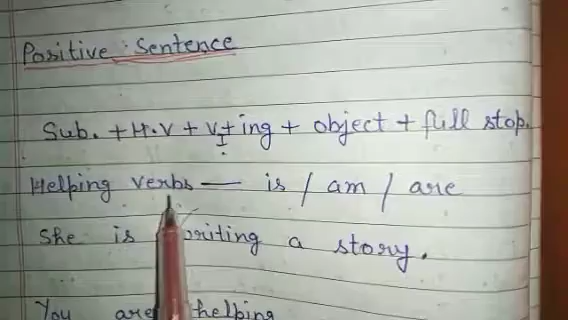 Positive Sentence
Sub. + H.V + V+ing + object + full stop.
I
Helping verbs — is / am / are
She is writing a story.
You are helping